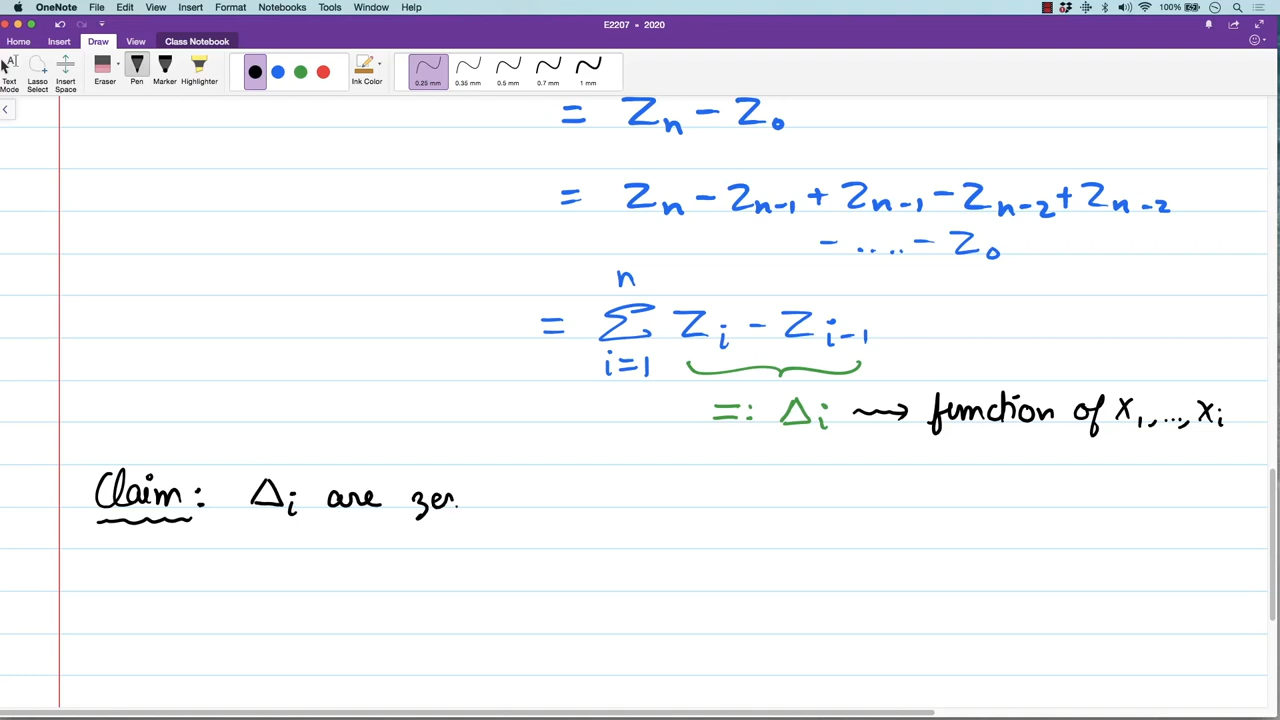 OneNote File Edit View Insert Format Notebooks Tools Window Help 100%
E2207 - 2020
Home Insert Draw View Class Notebook
Text Mode Lasso Select Insert Space Eraser Pen Marker Highlighter Ink Color 0.25 mm 0.35 mm 0.5 mm 0.7 mm 1 mm
= Z_n - Z_0
= Z_n - Z_{n-1} + Z_{n-1} - Z_{n-2} + Z_{n-2}
- .... - Z_0
= \sum_{i=1}^{n} Z_i - Z_{i-1}
=: Δ_i ⟿ function of X_1, ..., X_i
Claim: Δ_i are zer